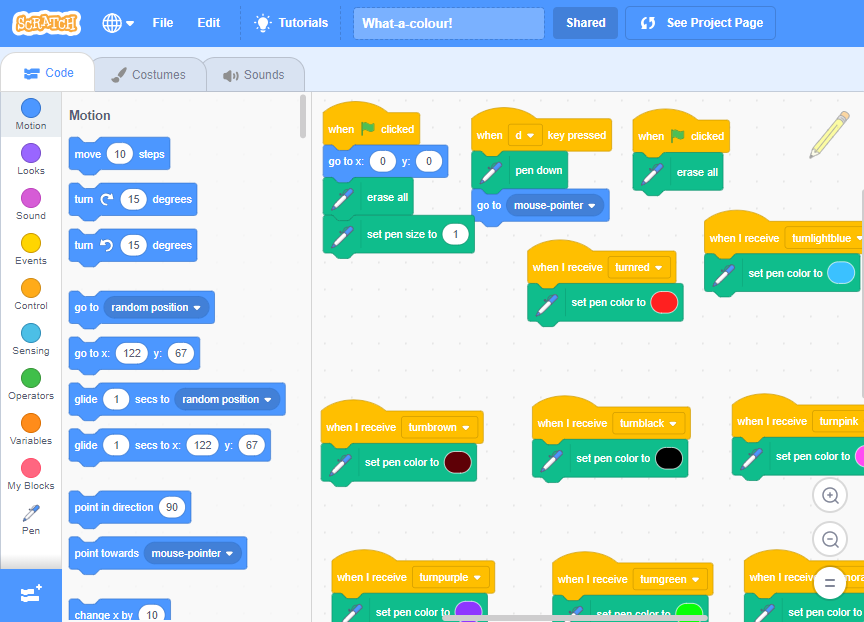 SCRATCH
File Edit Tutorials What-a-colour! Shared See Project Page
Code Costumes Sounds
Motion
Looks
Sound
Events
Control
Sensing
Operators
Variables
My Blocks
Pen
Motion
move 10 steps
turn 15 degrees
turn 15 degrees
go to random position
go to x: 122 y: 67
glide 1 secs to random position
glide 1 secs to x: 122 y: 67
point in direction 90
point towards mouse-pointer
change x by 10
when clicked
go to x: 0 y: 0
erase all
set pen size to 1
when d key pressed
pen down
go to mouse-pointer
when clicked
erase all
when I receive turnred
set pen color to
when I receive turnlightblue
set pen color to
when I receive turnbrown
set pen color to
when I receive turnblack
set pen color to
when I receive turnpink
set pen color to
when I receive turnpurple
set pen color to
when I receive turngreen
set pen color to
when I receive
set pen color to